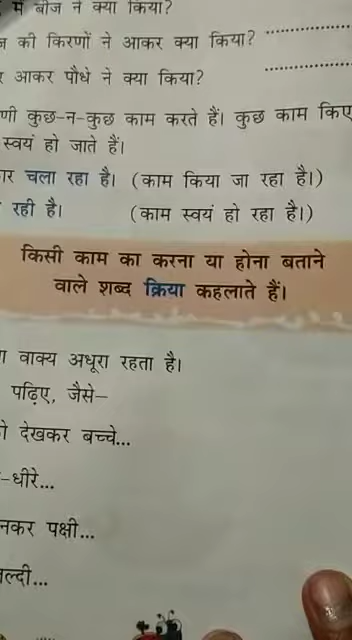 में बीज ने क्या किया?
की किरणों ने आकर क्या किया? ..................
आकर पौधे ने क्या किया? ..................
कुछ-न-कुछ काम करते हैं। कुछ काम किए
स्वयं हो जाते हैं।
चला रहा है। (काम किया जा रहा है।)
रही है। (काम स्वयं हो रहा है।)
किसी काम का करना या होना बताने
वाले शब्द क्रिया कहलाते हैं।
वाक्य अधूरा रहता है।
पढ़िए, जैसे–
देखकर बच्चे...
-धीरे...
पक्षी...